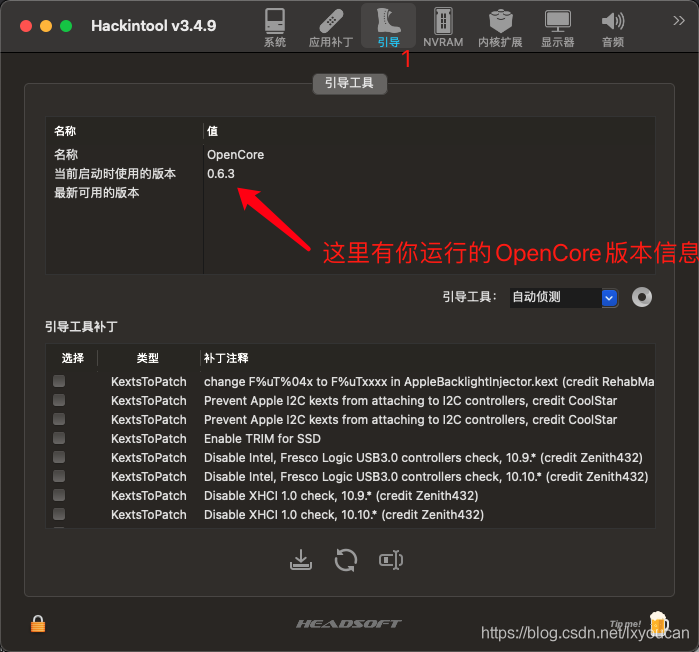 Hackintool v3.4.9
系统 应用补丁 引导 NVRAM 内核扩展 显示器 音频
1
引导工具
名称 值
名称 OpenCore
当前启动时使用的版本 0.6.3
最新可用的版本
这里有你运行的OpenCore版本信息
引导工具： 自动侦测
引导工具补丁
选择 类型 补丁注释
KextsToPatch change F%uT%04x to F%uTxxxx in AppleBacklightInjector.kext (credit RehabMa
KextsToPatch Prevent Apple I2C kexts from attaching to I2C controllers, credit CoolStar
KextsToPatch Prevent Apple I2C kexts from attaching to I2C controllers, credit CoolStar
KextsToPatch Enable TRIM for SSD
KextsToPatch Disable Intel, Fresco Logic USB3.0 controllers check, 10.9.* (credit Zenith432)
KextsToPatch Disable Intel, Fresco Logic USB3.0 controllers check, 10.10.* (credit Zenith432)
KextsToPatch Disable XHCI 1.0 check, 10.9.* (credit Zenith432)
KextsToPatch Disable XHCI 1.0 check, 10.10.* (credit Zenith432)
HEADSOFT
Tip me!
https://blog.csdn.net/lxyoucan